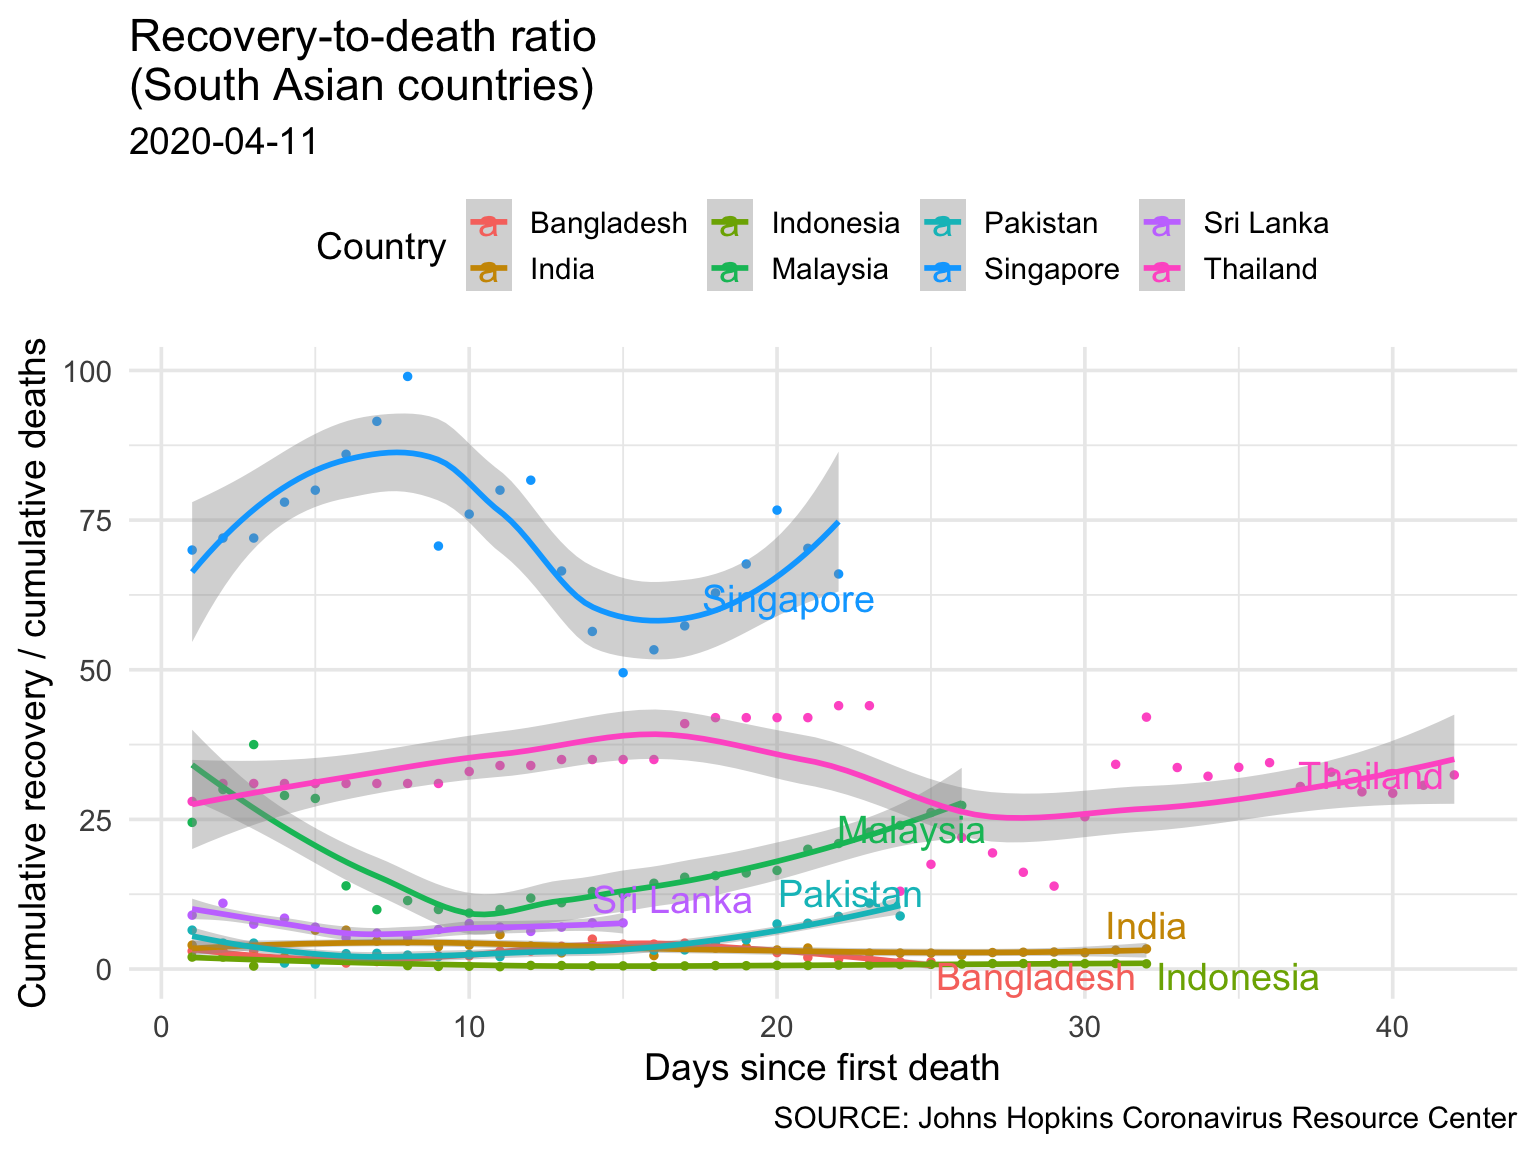 Recovery-to-death ratio
(South Asian countries)
2020-04-11
Country
a Bangladesh a Indonesia a Pakistan a Sri Lanka
a India a Malaysia a Singapore a Thailand
Cumulative recovery / cumulative deaths
100
75
50
25
0
Singapore
Thailand
Malaysia
Sri Lanka
Pakistan
India
Bangladesh
Indonesia
0 10 20 30 40
Days since first death
SOURCE: Johns Hopkins Coronavirus Resource Center